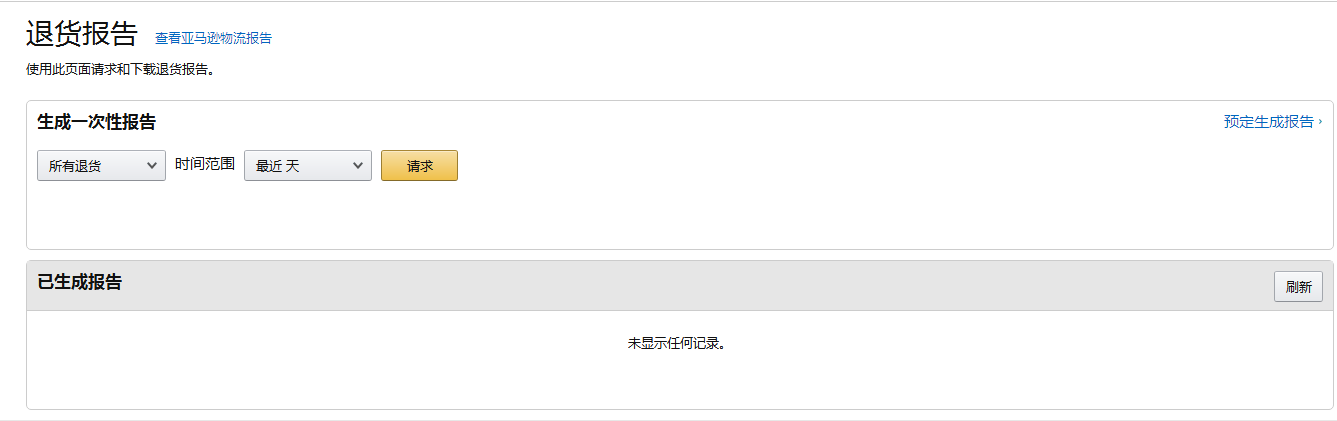 退货报告 查看亚马逊物流报告
使用此页面请求和下载退货报告。
生成一次性报告 预定生成报告 ›
所有退货 时间范围 最近 天 请求
已生成报告 刷新
未显示任何记录。